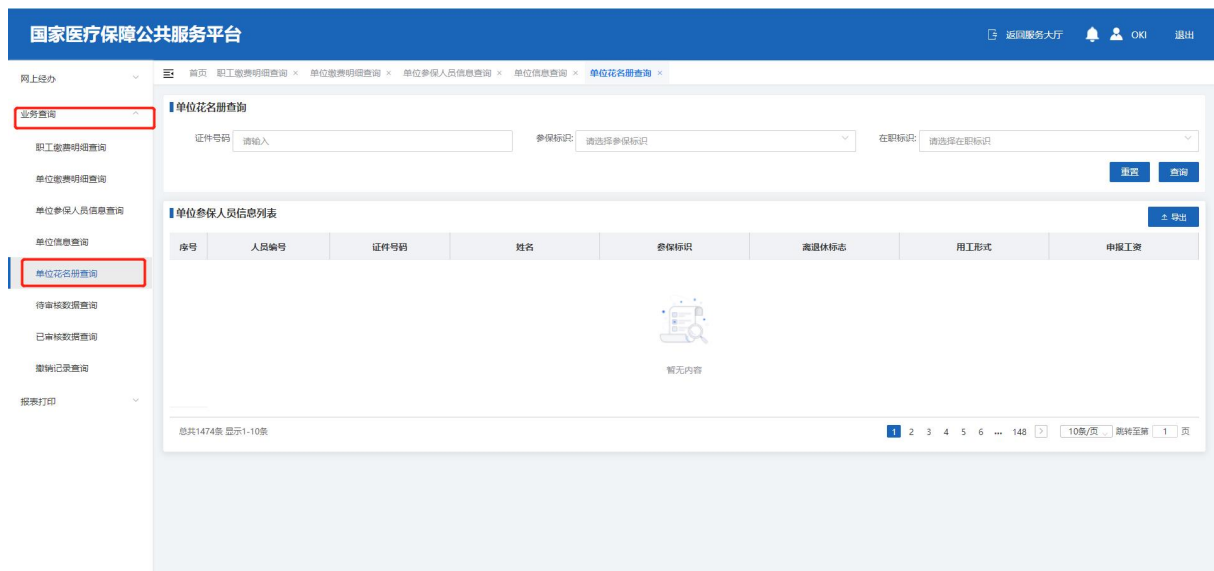 国家医疗保障公共服务平台
返回服务大厅 OKI 退出
网上经办
首页 职工缴费明细查询 × 单位缴费明细查询 × 单位参保人员信息查询 × 单位信息查询 × 单位花名册查询 ×
业务查询
职工缴费明细查询
单位缴费明细查询
单位参保人员信息查询
单位信息查询
单位花名册查询
待审核数据查询
已审核数据查询
撤销记录查询
报表打印
单位花名册查询
证件号码 请输入 参保标识: 请选择参保标识 在职标识: 请选择在职标识
重置 查询
单位参保人员信息列表
导出
序号 人员编号 证件号码 姓名 参保标识 离退休标志 用工形式 申报工资
暂无内容
总共1474条 显示1-10条
1 2 3 4 5 6 ••• 148 > 10条/页 跳转至第 1 页